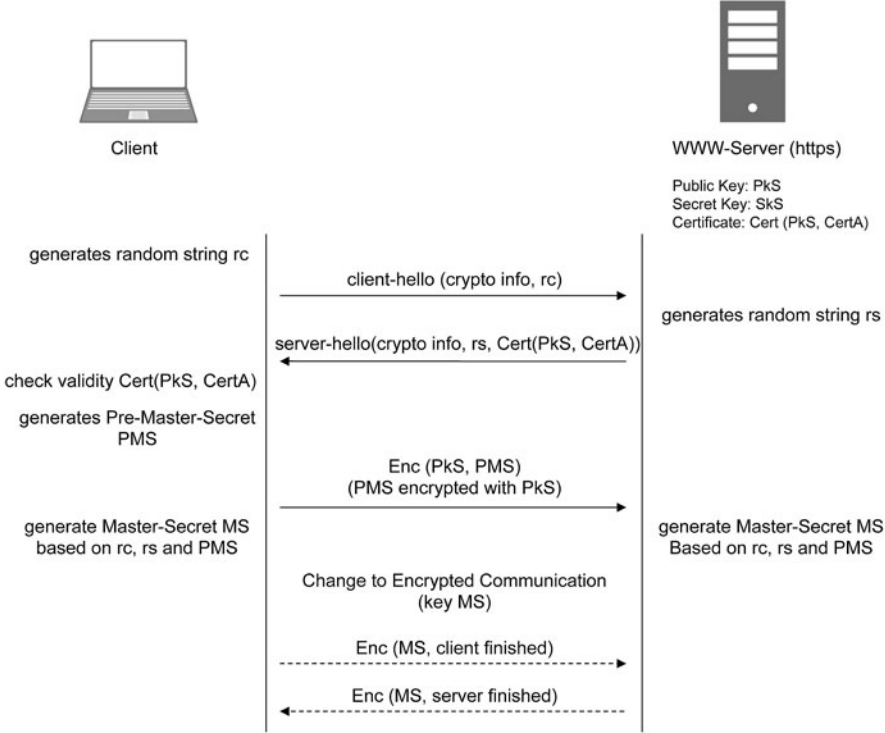 Client
WWW-Server (https)
Public Key: PkS
Secret Key: SkS
Certificate: Cert (PkS, CertA)
generates random string rc
client-hello (crypto info, rc)
generates random string rs
server-hello(crypto info, rs, Cert(PkS, CertA))
check validity Cert(PkS, CertA)
generates Pre-Master-Secret
PMS
Enc (PkS, PMS)
(PMS encrypted with PkS)
generate Master-Secret MS
based on rc, rs and PMS
generate Master-Secret MS
Based on rc, rs and PMS
Change to Encrypted Communication
(key MS)
Enc (MS, client finished)
Enc (MS, server finished)